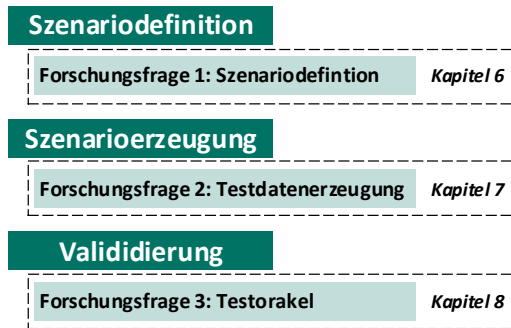 Szenariodefinition
Forschungsfrage 1: Szenariodefintion Kapitel 6
Szenarioerzeugung
Forschungsfrage 2: Testdatenerzeugung Kapitel 7
Valididierung
Forschungsfrage 3: Testorakel Kapitel 8